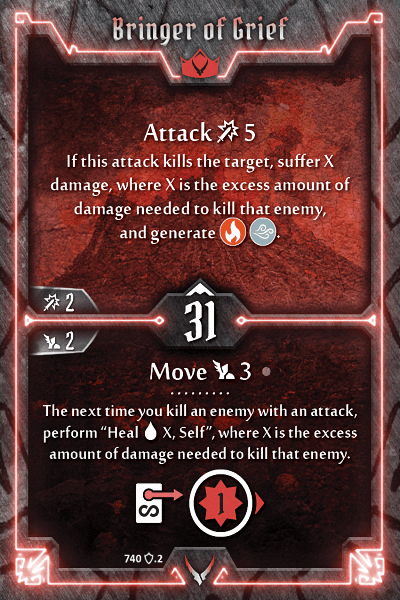 Bringer of Grief
Attack 5
If this attack kills the target, suffer X
damage, where X is the excess amount of
damage needed to kill that enemy,
and generate .
2
31
2
Move 3
The next time you kill an enemy with an attack,
perform “Heal X, Self”, where X is the excess
amount of damage needed to kill that enemy.
1
740 .2